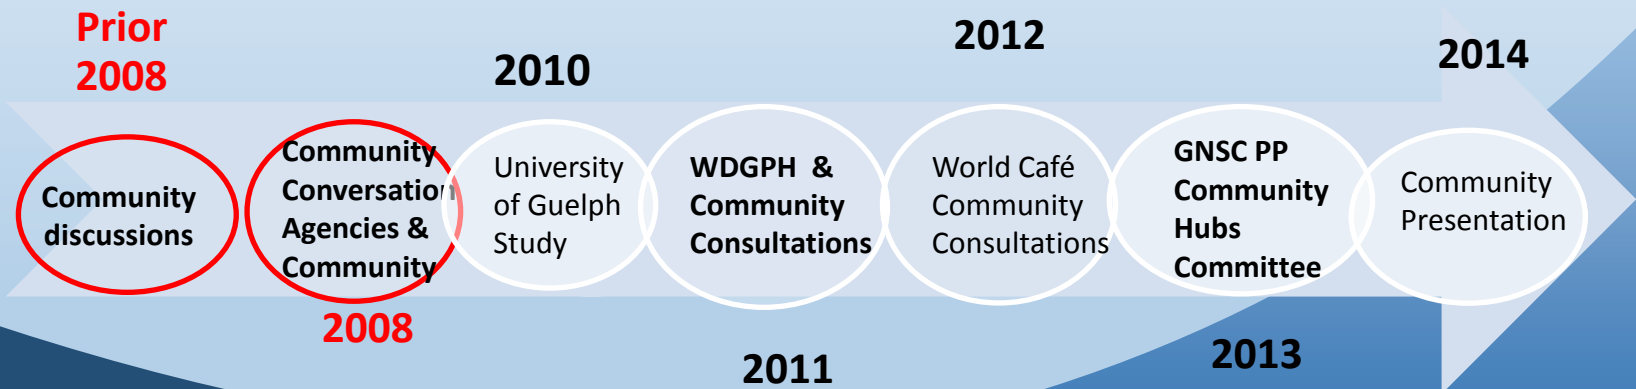 Prior
2008
Community
discussions
Community
Conversation
Agencies &
Community
2008
2010
University
of Guelph
Study
WDGPH &
Community
Consultations
2011
2012
World Café
Community
Consultations
GNSC PP
Community
Hubs
Committee
2013
2014
Community
Presentation